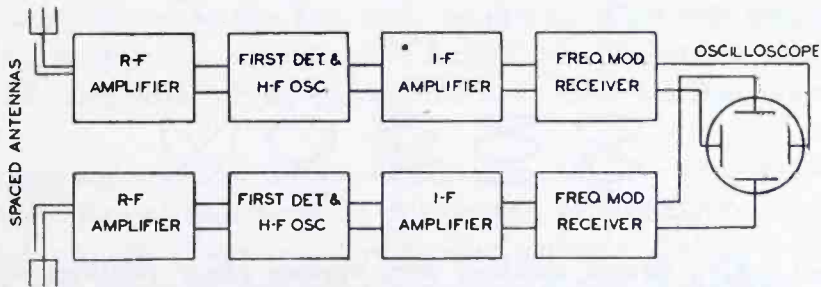 SPACED ANTENNAS
R-F
AMPLIFIER
FIRST DET. &
H-F OSC.
I-F
AMPLIFIER
FREQ. MOD
RECEIVER
OSCILLOSCOPE
R-F
AMPLIFIER
FIRST DET. &
H-F OSC
I-F
AMPLIFIER
FREQ MOD
RECEIVER